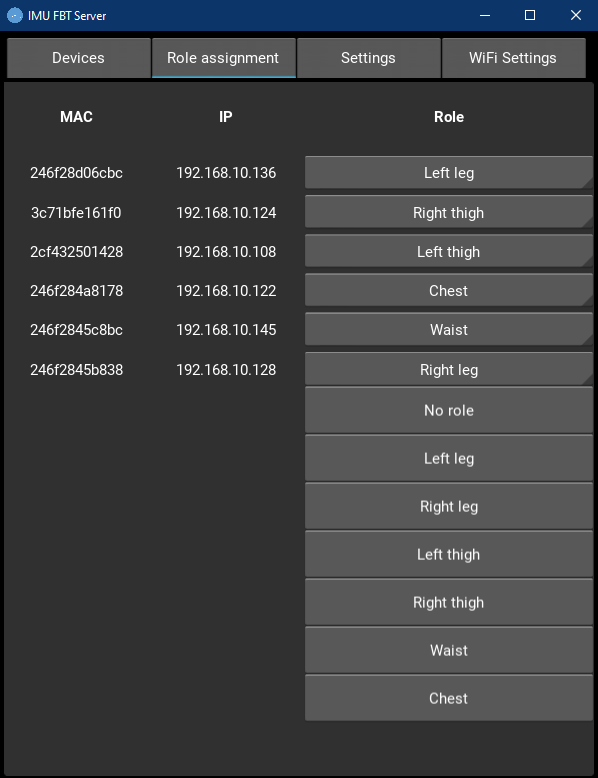 IMU FBT Server
Devices Role assignment Settings WiFi Settings
MAC IP Role
246f28d06cbc 192.168.10.136 Left leg
3c71bfe161f0 192.168.10.124 Right thigh
2cf432501428 192.168.10.108 Left thigh
246f284a8178 192.168.10.122 Chest
246f2845c8bc 192.168.10.145 Waist
246f2845b838 192.168.10.128 Right leg
No role
Left leg
Right leg
Left thigh
Right thigh
Waist
Chest